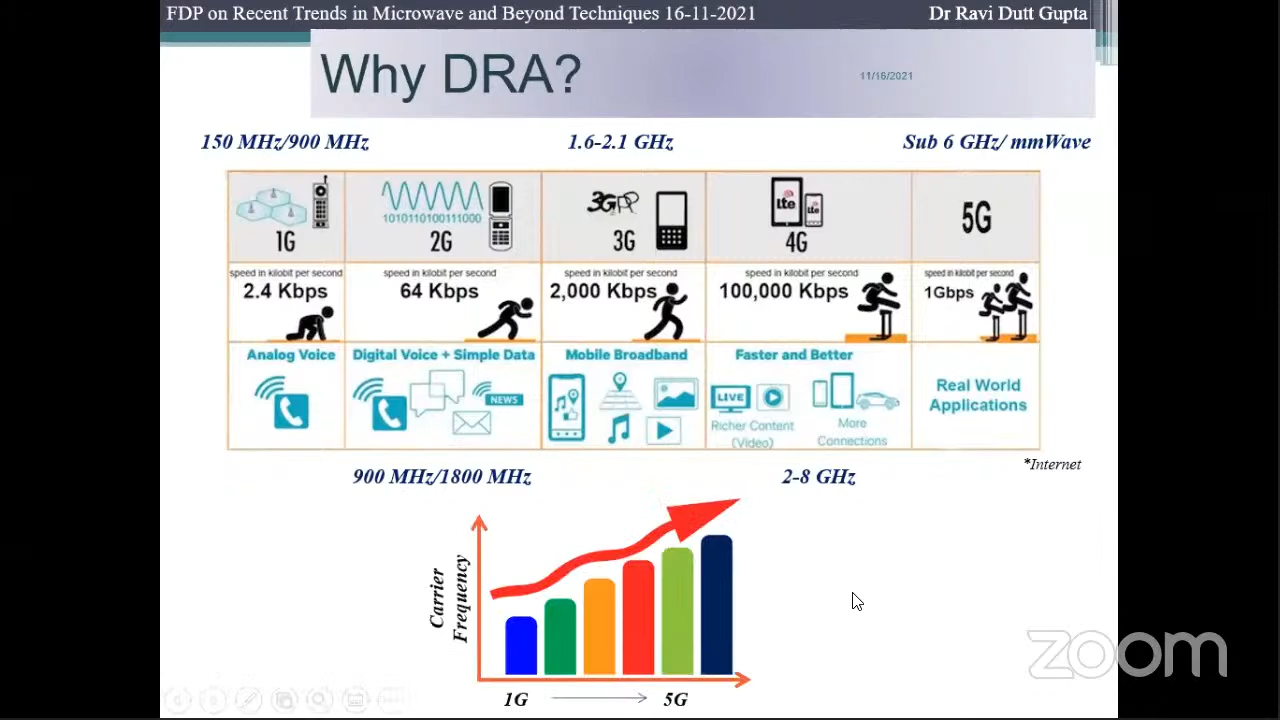 FDP on Recent Trends in Microwave and Beyond Techniques 16-11-2021
Dr Ravi Dutt Gupta
Why DRA?
11/16/2021
150 MHz/900 MHz
1.6-2.1 GHz
Sub 6 GHz/ mmWave
1G
1010110100111000
2G
3GPP
3G
Lte
Lte
4G
5G
speed in kilobit per second
2.4 Kbps
speed in kilobit per second
64 Kbps
speed in kilobit per second
2,000 Kbps
speed in kilobit per second
100,000 Kbps
speed in kilobit per second
1Gbps
Analog Voice
Digital Voice + Simple Data
NEWS
Mobile Broadband
Faster and Better
LIVE
Richer Content
(Video)
More
Connections
Real World
Applications
*Internet
900 MHz/1800 MHz
2-8 GHz
Carrier
Frequency
1G
5G
zoom